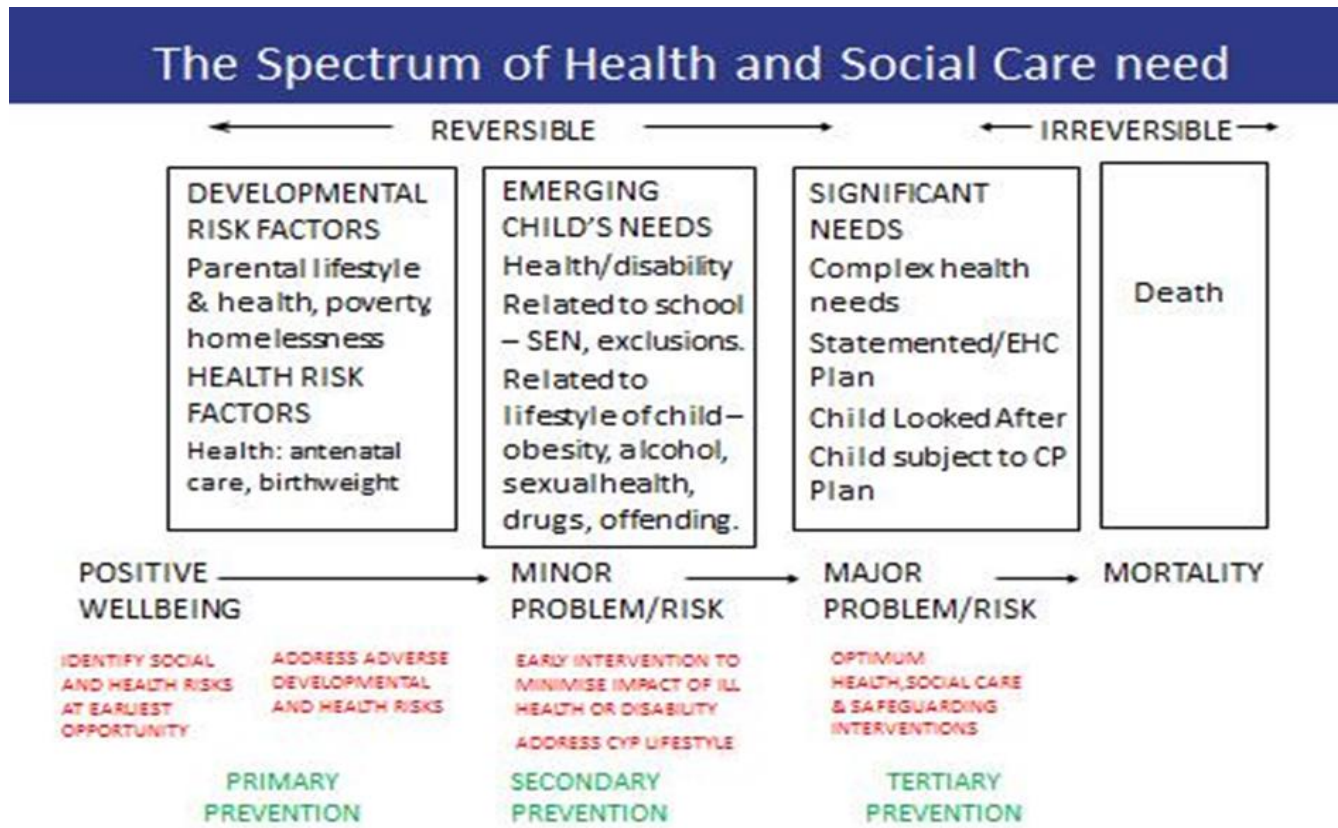 The Spectrum of Health and Social Care need
REVERSIBLE
IRREVERSIBLE
DEVELOPMENTAL
RISK FACTORS
Parental lifestyle
& health, poverty,
homelessness
HEALTH RISK
FACTORS
Health: antenatal
care, birthweight
EMERGING
CHILD'S NEEDS
Health/disability
Related to school
– SEN, exclusions.
Related to
lifestyle of child –
obesity, alcohol,
sexual health,
drugs, offending.
SIGNIFICANT
NEEDS
Complex health
needs
Statemented/EHC
Plan
Child Looked After
Child subject to CP
Plan
Death
POSITIVE
WELLBEING
MINOR
PROBLEM/RISK
MAJOR
PROBLEM/RISK
MORTALITY
IDENTIFY SOCIAL
AND HEALTH RISKS
AT EARLIEST
OPPORTUNITY
ADDRESS ADVERSE
DEVELOPMENTAL
AND HEALTH RISKS
EARLY INTERVENTION TO
MINIMISE IMPACT OF ILL
HEALTH OR DISABILITY
ADDRESS CYP LIFESTYLE
OPTIMUM
HEALTH,SOCIAL CARE
& SAFEGUARDING
INTERVENTIONS
PRIMARY
PREVENTION
SECONDARY
PREVENTION
TERTIARY
PREVENTION